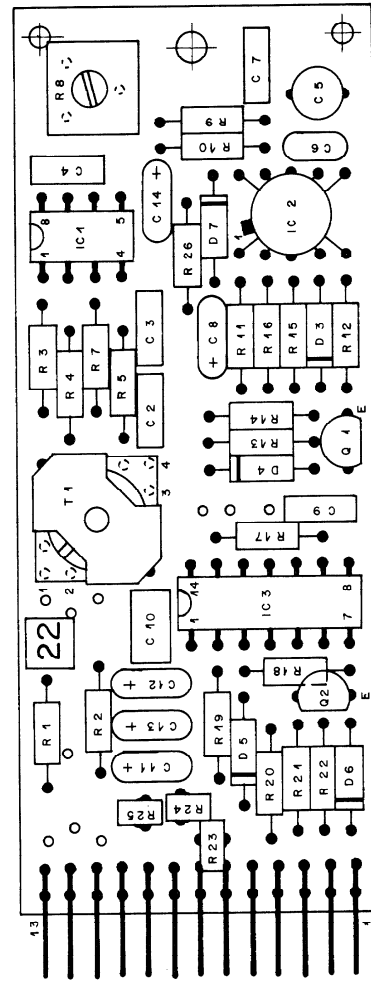 R8
C7
C5
R9
R10
C6
C4
C14
+
8 5
IC1
1 4
R26
D7
1
IC2
R3
R4
R7
R5
C3
C2
C8
+
R11
R16
R15
D3
R12
R14
R13
D4
Q1
E
T1
4
3
1
2
C9
R17
14 8
IC3
1 7
22
C10
R1
R2
C12
+
C13
+
C11
+
R18
Q2
E
R19
D5
R20
R21
R22
D6
R25
R24
R23
13
1